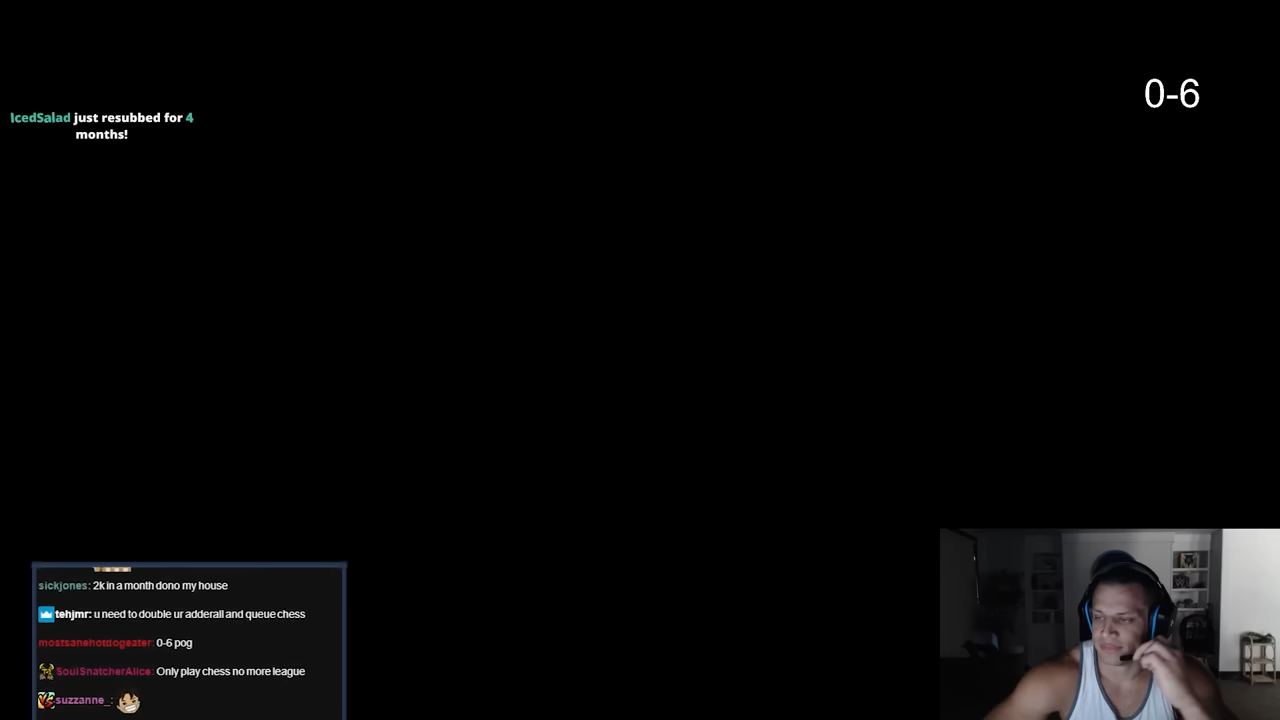 0-6
IcedSalad just resubbed for 4
months!
sickjones: 2k in a month dono my house
tehjmr: u need to double ur adderall and queue chess
mostsanehotdogeater: 0-6 pog
SoulSnatcherAlice: Only play chess no more league
suzzanne_: